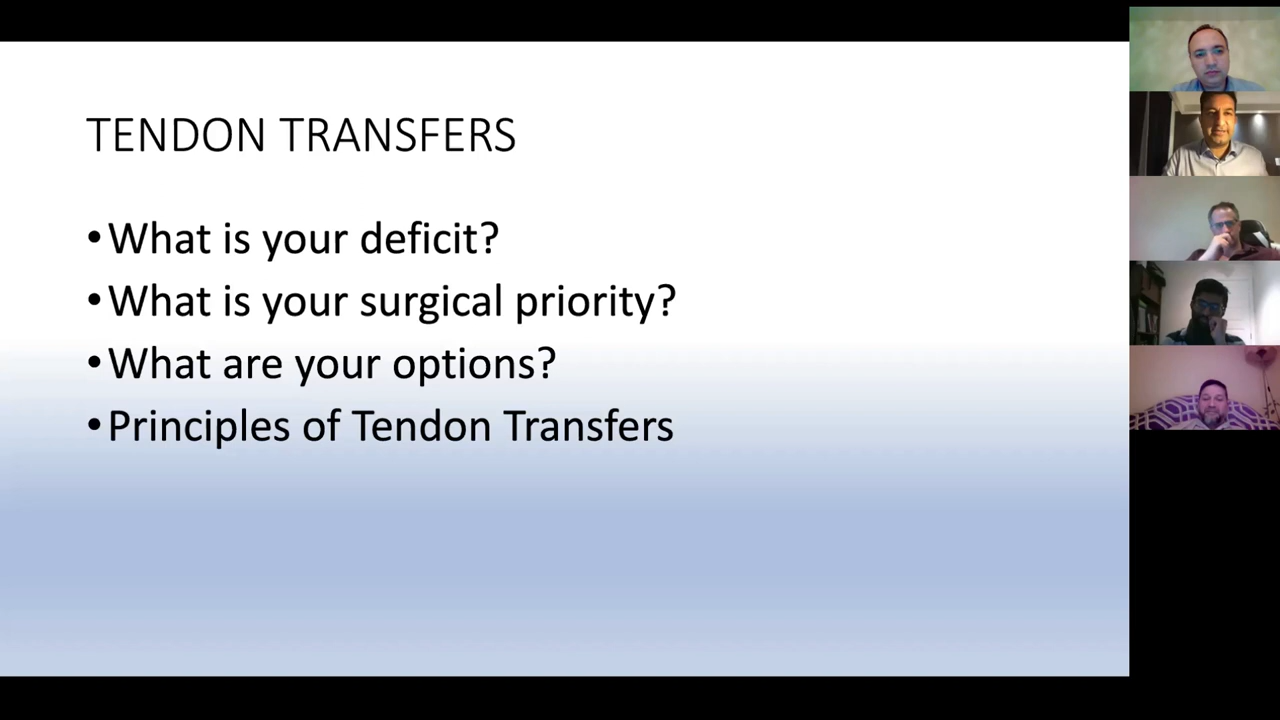 TENDON TRANSFERS
•What is your deficit?
•What is your surgical priority?
•What are your options?
•Principles of Tendon Transfers